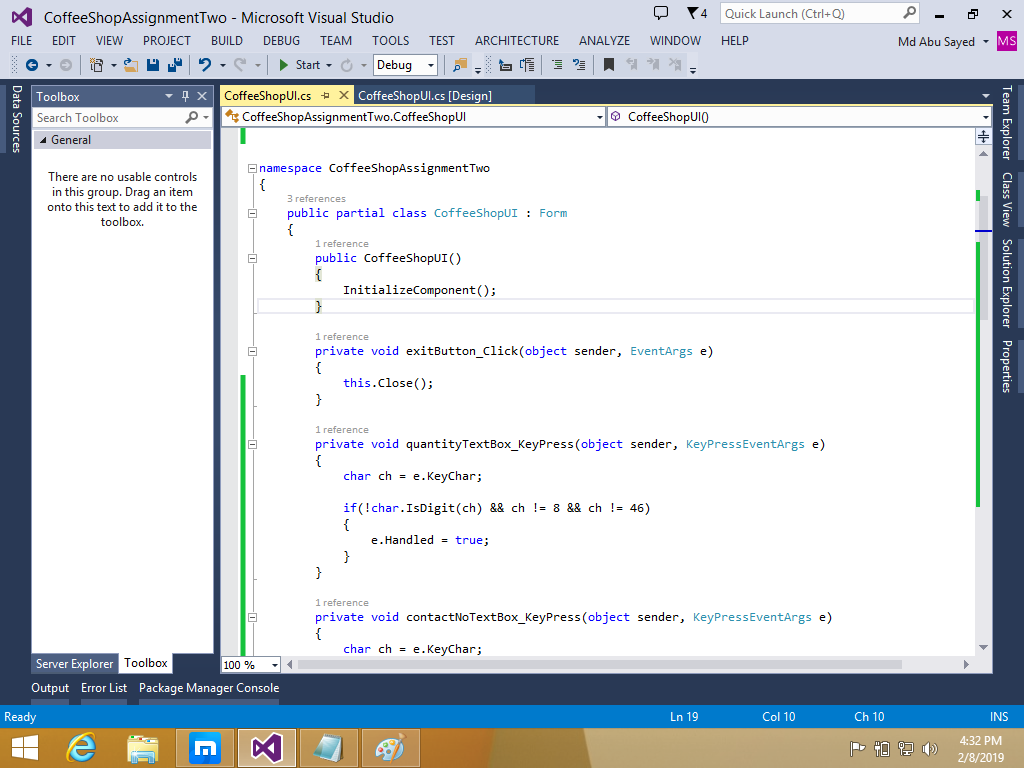 CoffeeShopAssignmentTwo - Microsoft Visual Studio
4
Quick Launch (Ctrl+Q)
FILE EDIT VIEW PROJECT BUILD DEBUG TEAM TOOLS TEST ARCHITECTURE ANALYZE WINDOW HELP
Md Abu Sayed
MS
Start
Debug
Data Sources
Toolbox
Search Toolbox
General
There are no usable controls
in this group. Drag an item
onto this text to add it to the
toolbox.
Server Explorer
Toolbox
CoffeeShopUI.cs
CoffeeShopUI.cs [Design]
CoffeeShopAssignmentTwo.CoffeeShopUI
CoffeeShopUI()
namespace CoffeeShopAssignmentTwo
{
3 references
public partial class CoffeeShopUI : Form
{
1 reference
public CoffeeShopUI()
{
InitializeComponent();
}
1 reference
private void exitButton_Click(object sender, EventArgs e)
{
this.Close();
}
1 reference
private void quantityTextBox_KeyPress(object sender, KeyPressEventArgs e)
{
char ch = e.KeyChar;
if(!char.IsDigit(ch) && ch != 8 && ch != 46)
{
e.Handled = true;
}
}
1 reference
private void contactNoTextBox_KeyPress(object sender, KeyPressEventArgs e)
{
char ch = e.KeyChar;
100 %
Team Explorer
Class View
Solution Explorer
Properties
Output Error List Package Manager Console
Ready
Ln 19
Col 10
Ch 10
INS
4:32 PM
2/8/2019